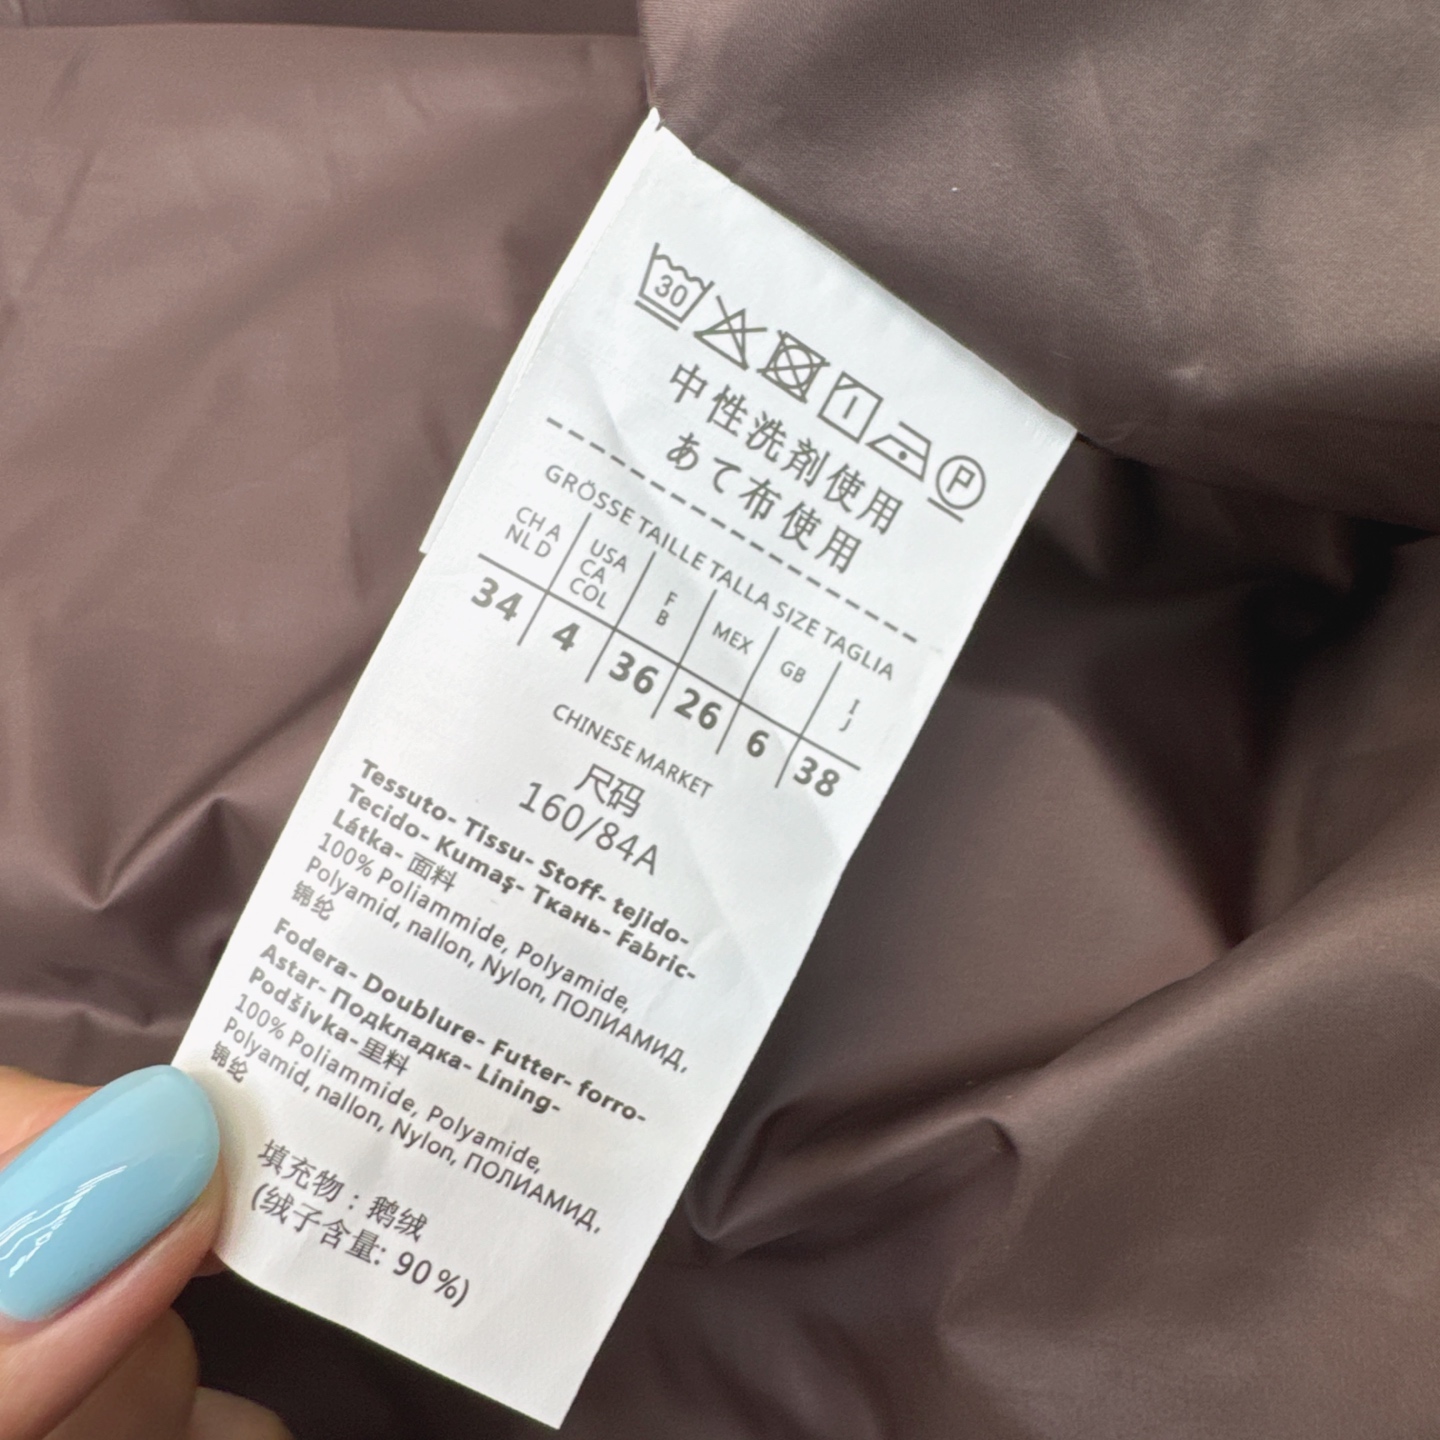 30
P
中性洗剤使用
あて布使用
GRÖSSE TAILLE TALLA SIZE TAGLIA
CH A
NL D
USA
CA
COL
F
B
MEX
GB
I
J
34
4
36
26
6
38
CHINESE MARKET
尺码
160/84A
Tessuto- Tissu- Stoff- tejido-
Tecido- Kumaş- Ткань- Fabric-
Látka- 面料
100% Poliammide, Polyamide,
Polyamid, nallon, Nylon, ПОЛИАМИД,
锦纶
Fodera- Doublure- Futter- forro-
Astar- Подкладка- Lining-
Podšivka- 里料
100% Poliammide, Polyamide,
Polyamid, nallon, Nylon, ПОЛИАМИД,
锦纶
填充物：鹅绒
(绒子含量: 90%)